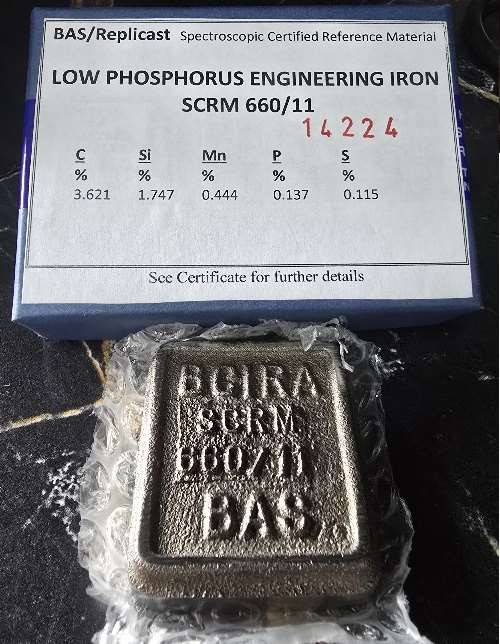 BAS/Replicast Spectroscopic Certified Reference Material
LOW PHOSPHORUS ENGINEERING IRON
SCRM 660/11
14224
C Si Mn P S
% % % % %
3.621 1.747 0.444 0.137 0.115
See Certificate for further details
BCIRA
SCRM
660/11
BAS